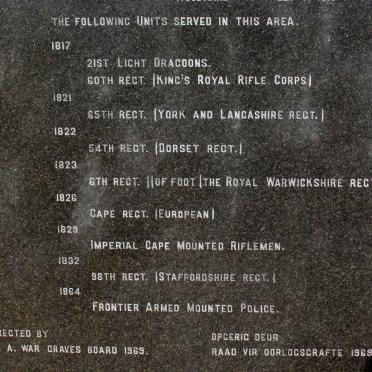 THE FOLLOWING UNITS SERVED IN THIS AREA.
1817
21ST LIGHT DRAGOONS.
60TH REGT. (KING'S ROYAL RIFLE CORPS)
1821
65TH REGT. (YORK AND LANCASHIRE REGT.)
1822
54TH REGT. (DORSET REGT.)
1823
6TH REGT. ((OF FOOT (THE ROYAL WARWICKSHIRE REG
1826
CAPE REGT. (EUROPEAN)
1829
IMPERIAL CAPE MOUNTED RIFLEMEN.
1832
98TH REGT. (STAFFORDSHIRE REGT.)
1864
FRONTIER ARMED MOUNTED POLICE.
RECTED BY
A. WAR GRAVES BOARD 1969.
OPGERIG DEUR
RAAD VIR OORLOGSGRAFTE 1969